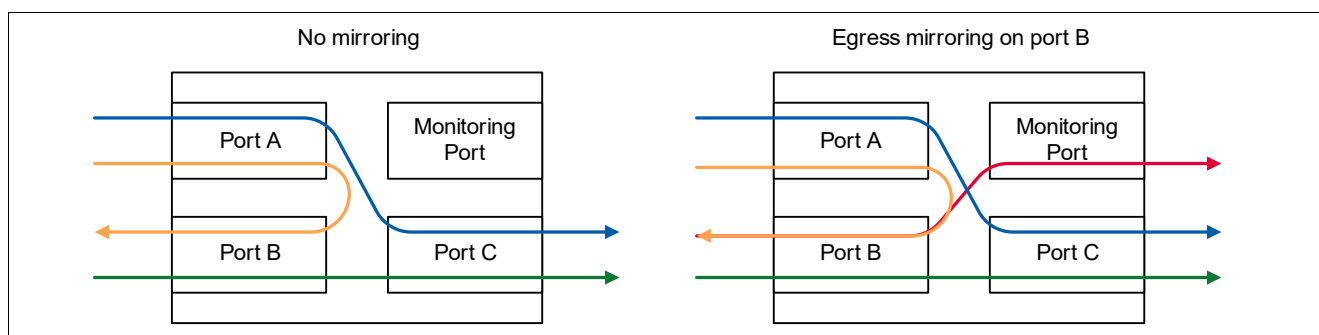 No mirroring
Egress mirroring on port B
Port A
Monitoring
Port
Port B
Port C
Port A
Monitoring
Port
Port B
Port C